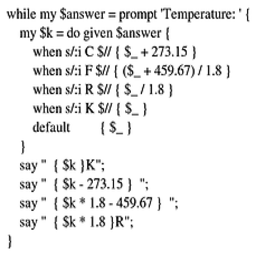 while my $answer = prompt 'Temperature: ' {
my $k = do given $answer {
when s/:i C $// { $_ + 273.15 }
when s/:i F $// { ($_ + 459.67) / 1.8 }
when s/:i R $// { $_ / 1.8 }
when s/:i K $// { $_ }
default { $_ }
}
say " { $k }K";
say " { $k - 273.15 } ";
say " { $k * 1.8 - 459.67 } ";
say " { $k * 1.8 }R";
}